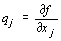 q_j = ∂f/∂x_j